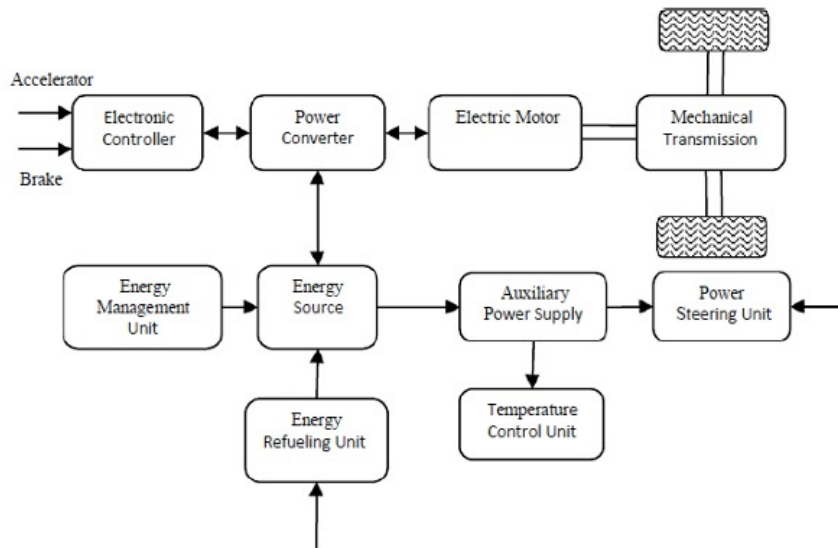 Accelerator
Electronic
Controller
Brake
Power
Converter
Electric Motor
Mechanical
Transmission
Energy
Management
Unit
Energy
Source
Auxiliary
Power Supply
Power
Steering Unit
Energy
Refueling Unit
Temperature
Control Unit